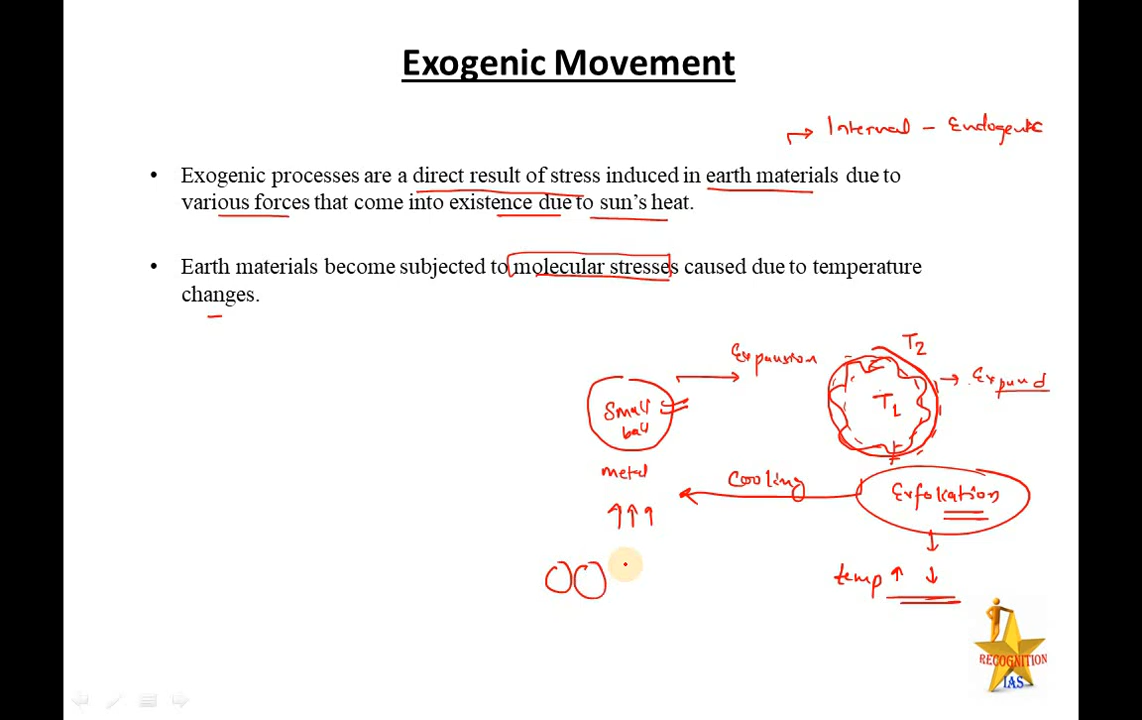 Exogenic Movement
Internal - Endogenic
• Exogenic processes are a direct result of stress induced in earth materials due to
various forces that come into existence due to sun's heat.
• Earth materials become subjected to molecular stresses caused due to temperature
changes.
T2
Expansion
Expand
Small
ball
T1
metal
Cooling
Exfoliation
↑↑↑
temp ↑ ↓
RECOGNITION
IAS